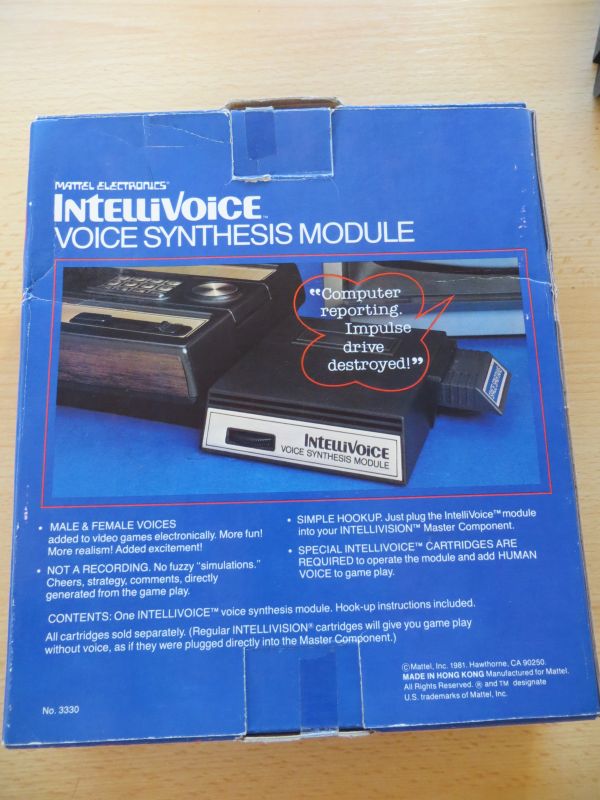 MATTEL ELECTRONICS®
INTELLIVOICE™
VOICE SYNTHESIS MODULE
"Computer
reporting.
Impulse
drive
destroyed!"
INTELLIVOICE
VOICE SYNTHESIS MODULE
• MALE & FEMALE VOICES
added to video games electronically. More fun!
More realism! Added excitement!
• NOT A RECORDING. No fuzzy "simulations."
Cheers, strategy, comments, directly
generated from the game play.
• SIMPLE HOOKUP. Just plug the IntelliVoice™ module
into your INTELLIVISION™ Master Component.
• SPECIAL INTELLIVOICE™ CARTRIDGES ARE
REQUIRED to operate the module and add HUMAN
VOICE to game play.
CONTENTS: One INTELLIVOICE™ voice synthesis module. Hook-up instructions included.
All cartridges sold separately. (Regular INTELLIVISION® cartridges will give you game play
without voice, as if they were plugged directly into the Master Component.)
© Mattel, Inc. 1981. Hawthorne, CA 90250.
MADE IN HONG KONG Manufactured for Mattel.
All Rights Reserved. ® and TM designate
U.S. trademarks of Mattel, Inc.
No. 3330